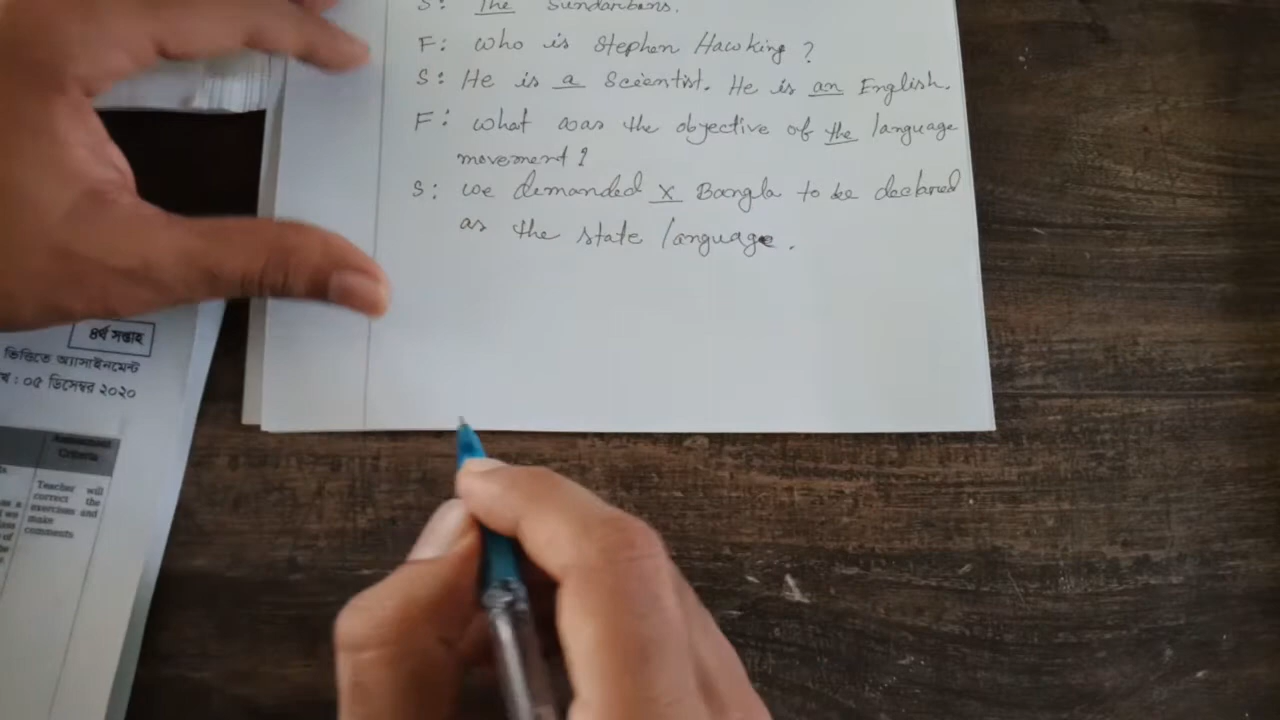 S: The Sundarbans.
F: Who is Stephen Hawking?
S: He is a Scientist. He is an English.
F: what was the objective of the language
movement?
S: we demanded X Bangla to be declared
as the state language.
৪র্থ সপ্তাহ
ভিত্তিতে অ্যাসাইনমেন্ট
: ০৫ ডিসেম্বর ২০২০
Assessment
Criteria
Teacher will
correct the
exercises and
make
comments